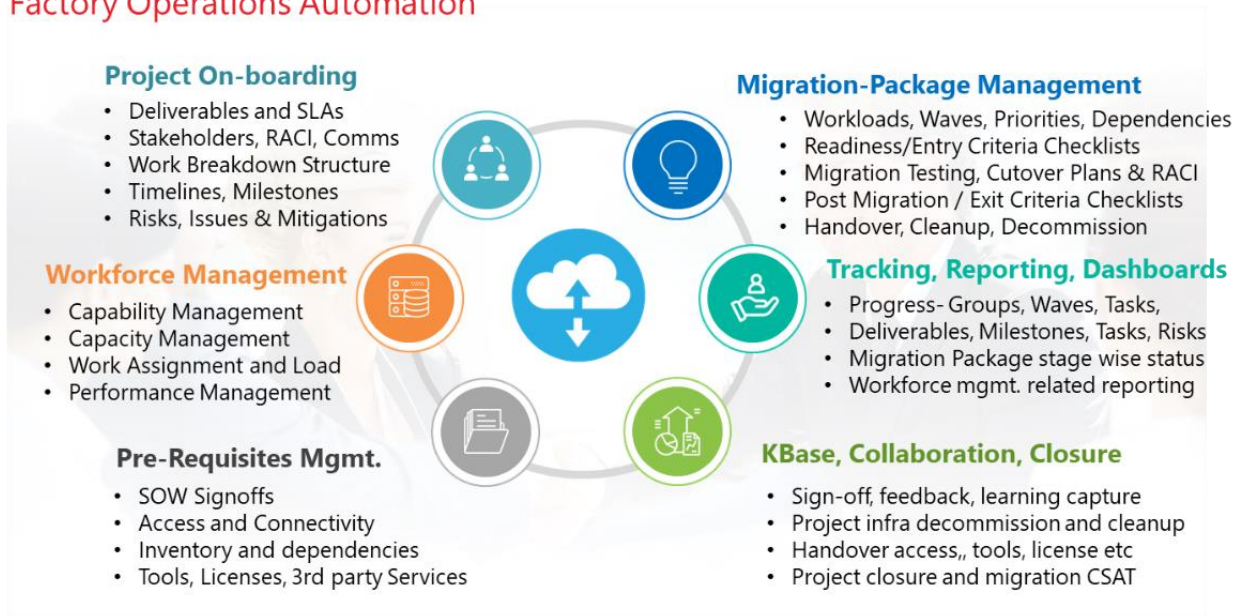 Factory Operations Automation
Project On-boarding
• Deliverables and SLAs
• Stakeholders, RACI, Comms
• Work Breakdown Structure
• Timelines, Milestones
• Risks, Issues & Mitigations
Workforce Management
• Capability Management
• Capacity Management
• Work Assignment and Load
• Performance Management
Pre-Requisites Mgmt.
• SOW Signoffs
• Access and Connectivity
• Inventory and dependencies
• Tools, Licenses, 3rd party Services
Migration-Package Management
• Workloads, Waves, Priorities, Dependencies
• Readiness/Entry Criteria Checklists
• Migration Testing, Cutover Plans & RACI
• Post Migration / Exit Criteria Checklists
• Handover, Cleanup, Decommission
Tracking, Reporting, Dashboards
• Progress- Groups, Waves, Tasks,
• Deliverables, Milestones, Tasks, Risks
• Migration Package stage wise status
• Workforce mgmt. related reporting
KBase, Collaboration, Closure
• Sign-off, feedback, learning capture
• Project infra decommission and cleanup
• Handover access,, tools, license etc
• Project closure and migration CSAT